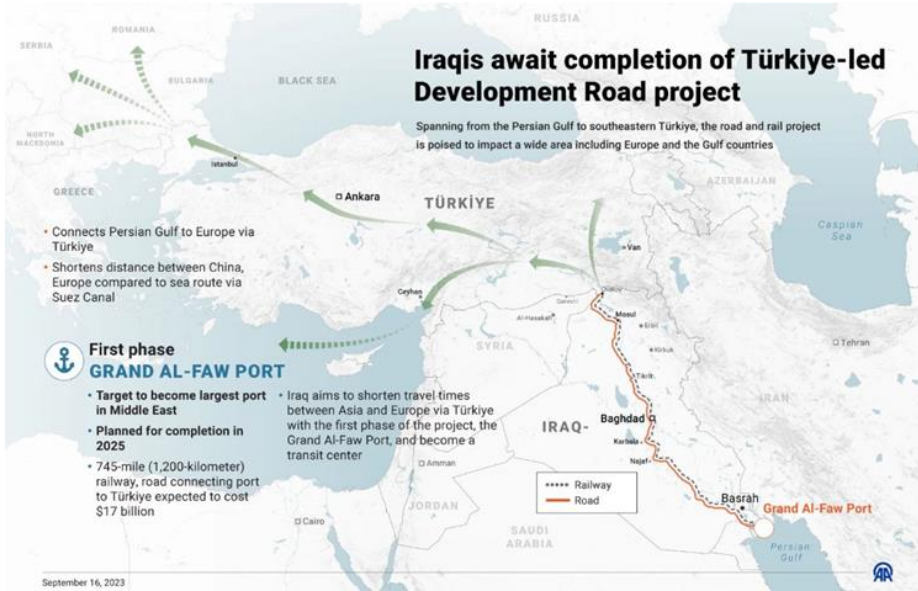 RUSSIA
ROMANIA
SERBIA
BULGARIA
BLACK SEA
NORTH
MACEDONIA
GREECE
Iraqis await completion of Türkiye-led
Development Road project
Spanning from the Persian Gulf to southeastern Türkiye, the road and rail project
is poised to impact a wide area including Europe and the Gulf countries
Istanbul
Ankara
TÜRKİYE
AZERBAIJAN
Caspian
Sea
Van
• Connects Persian Gulf to Europe via
Türkiye
• Shortens distance between China,
Europe compared to sea route via
Suez Canal
Ceyhan
Al-Hasakah
Mosul
Erbil
Kirkuk
Tikrit
SYRIA
Tehran
IRAN
First phase
GRAND AL-FAW PORT
• Target to become largest port
in Middle East
• Planned for completion in
2025
• 745-mile (1,200-kilometer)
railway, road connecting port
to Türkiye expected to cost
$17 billion
• Iraq aims to shorten travel times
between Asia and Europe via Türkiye
with the first phase of the project, the
Grand Al-Faw Port, and become a
transit center
IRAQ-
Baghdad
Karbala
Najef
Amman
JORDAN
Cairo
SAUDI
ARABIA
Railway
Road
Basrah
Grand Al-Faw Port
Persian
Gulf
September 16, 2023
AA